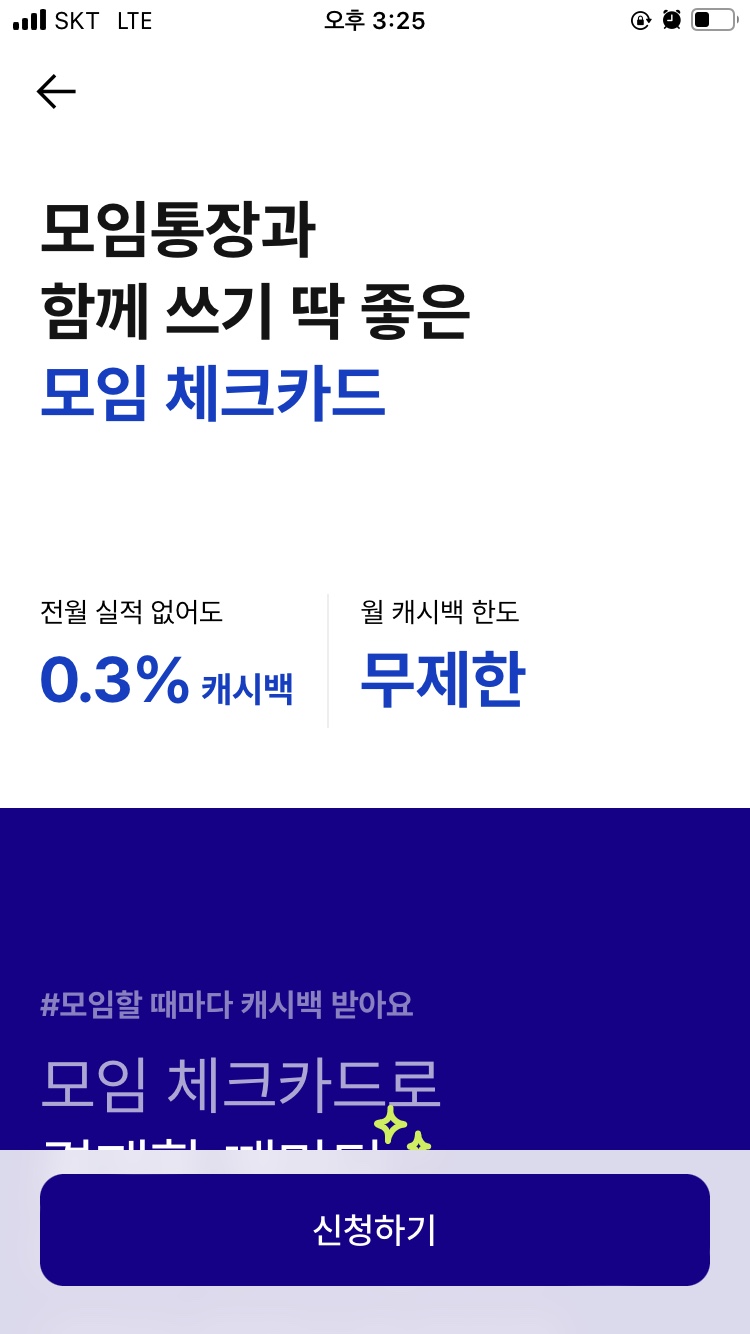 SKT LTE 오후 3:25
모임통장과
함께 쓰기 딱 좋은
모임 체크카드
전월 실적 없어도
0.3% 캐시백
월 캐시백 한도
무제한
#모임할 때마다 캐시백 받아요
모임 체크카드로
신청하기